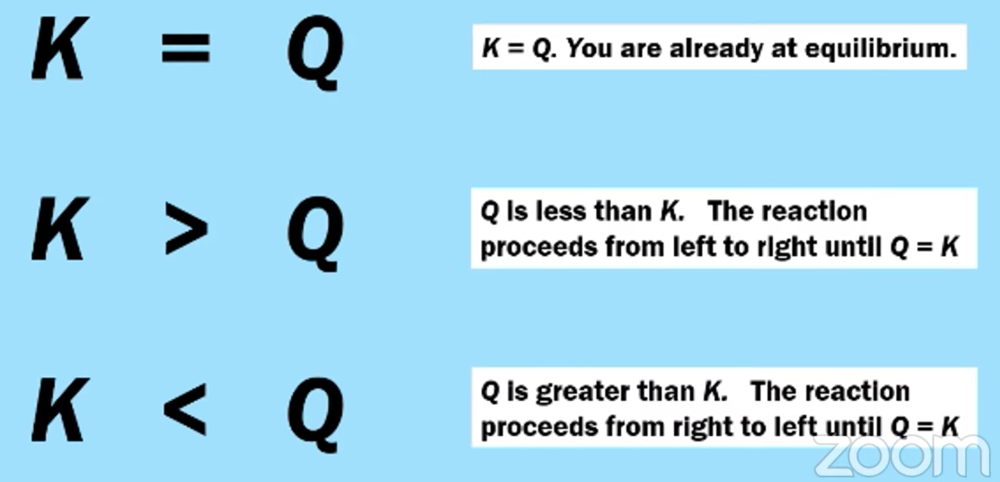 K = Q
K = Q. You are already at equilibrium.
K > Q
Q is less than K. The reaction
proceeds from left to right until Q = K
K < Q
Q is greater than K. The reaction
proceeds from right to left until Q = K
zoom